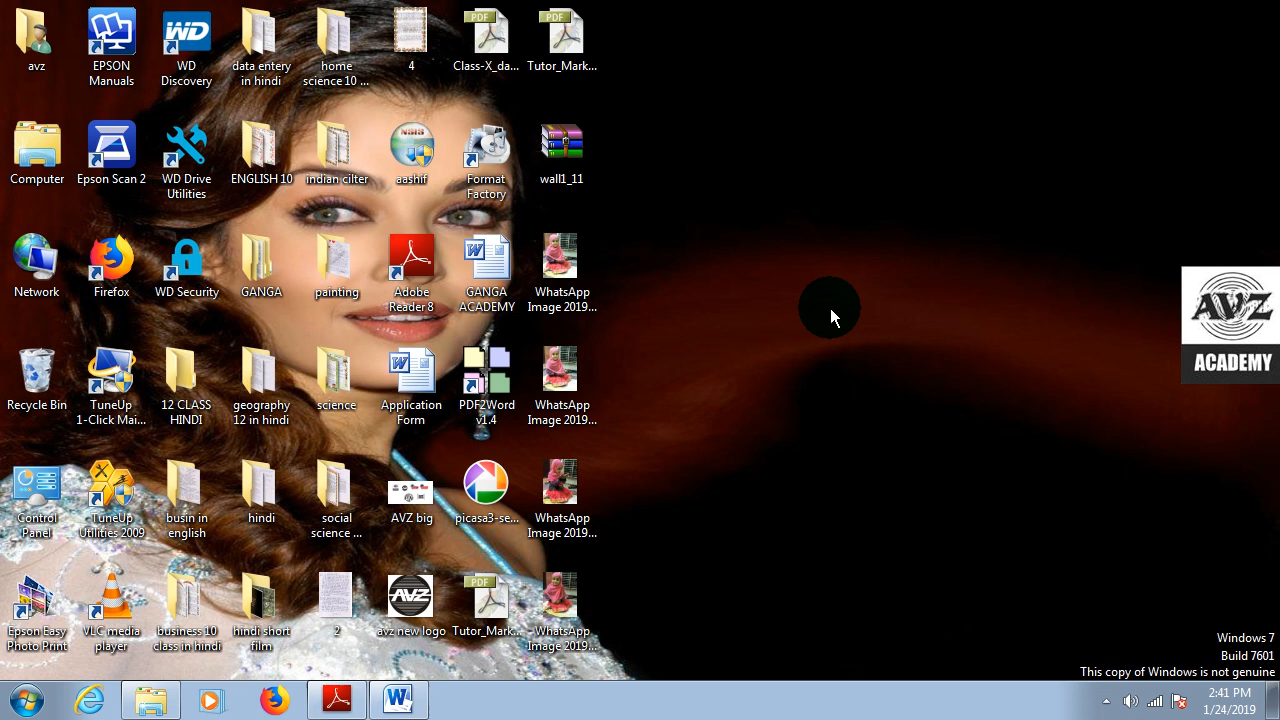 avz
EPSON
Manuals
WD
WD
Discovery
data entery
in hindi
home
science 10 ...
4
PDF
Class-X_da...
PDF
Tutor_Mark...
Computer
Epson Scan 2
WD Drive
Utilities
ENGLISH 10
indian cilter
NSIS
aashif
Format
Factory
wall1_11
Network
Firefox
WD Security
GANGA
painting
Adobe
Reader 8
GANGA
ACADEMY
WhatsApp
Image 2019...
AVZ
ACADEMY
Recycle Bin
TuneUp
1-Click Mai...
12 CLASS
HINDI
geography
12 in hindi
science
Application
Form
PDF2Word
v1.4
WhatsApp
Image 2019...
Control
Panel
TuneUp
Utilities 2009
busin in
english
hindi
social
science ...
AVZ big
picasa3-se...
WhatsApp
Image 2019...
Epson Easy
Photo Print
VLC media
player
business 10
class in hindi
hindi short
film
2
AVZ
avz new logo
PDF
Tutor_Mark...
WhatsApp
Image 2019...
Windows 7
Build 7601
This copy of Windows is not genuine
2:41 PM
1/24/2019